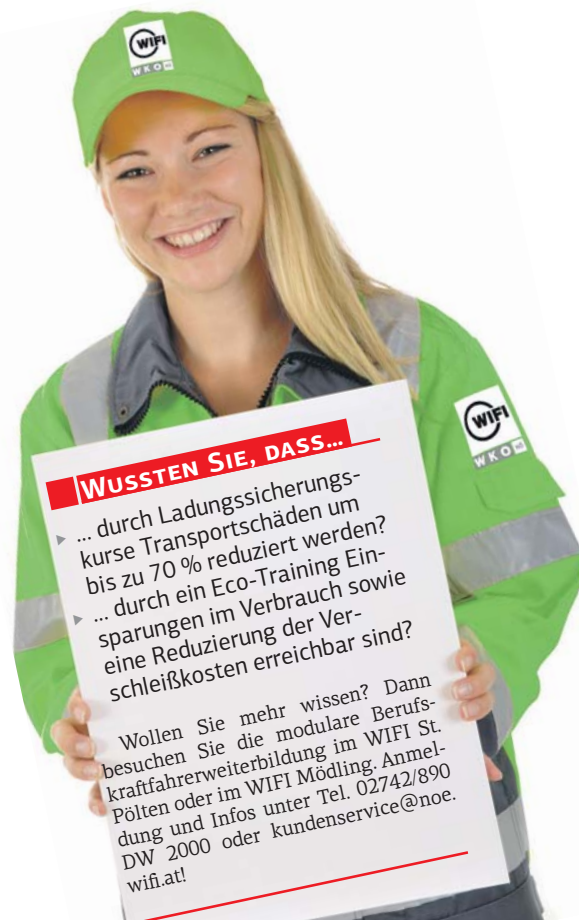 WIFI
WKO
WIFI
WKO
WUSSTEN SIE, DASS...
... durch Ladungssicherungs-
kurse Transportschäden um
bis zu 70 % reduziert werden?
... durch ein Eco-Training Ein-
sparungen im Verbrauch sowie
eine Reduzierung der Ver-
schleißkosten erreichbar sind?
Wollen Sie mehr wissen? Dann
besuchen Sie die modulare Berufs-
kraftfahrerweiterbildung im WIFI St.
Pölten oder im WIFI Mödling. Anmel-
dung und Infos unter Tel. 02742/890
DW 2000 oder kundenservice@noe.
wifi.at!